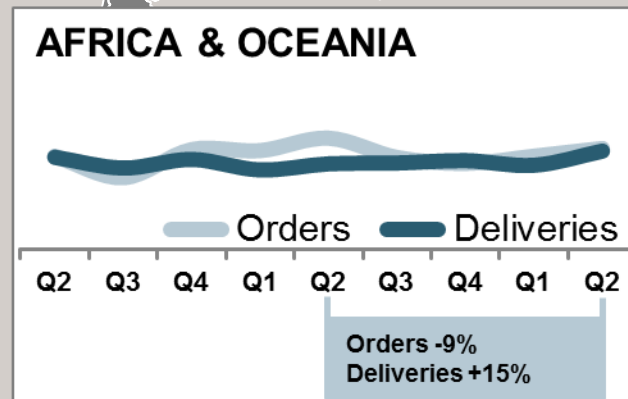 AFRICA & OCEANIA
Orders Deliveries
Q2 Q3 Q4 Q1 Q2 Q3 Q4 Q1 Q2
Orders -9%
Deliveries +15%